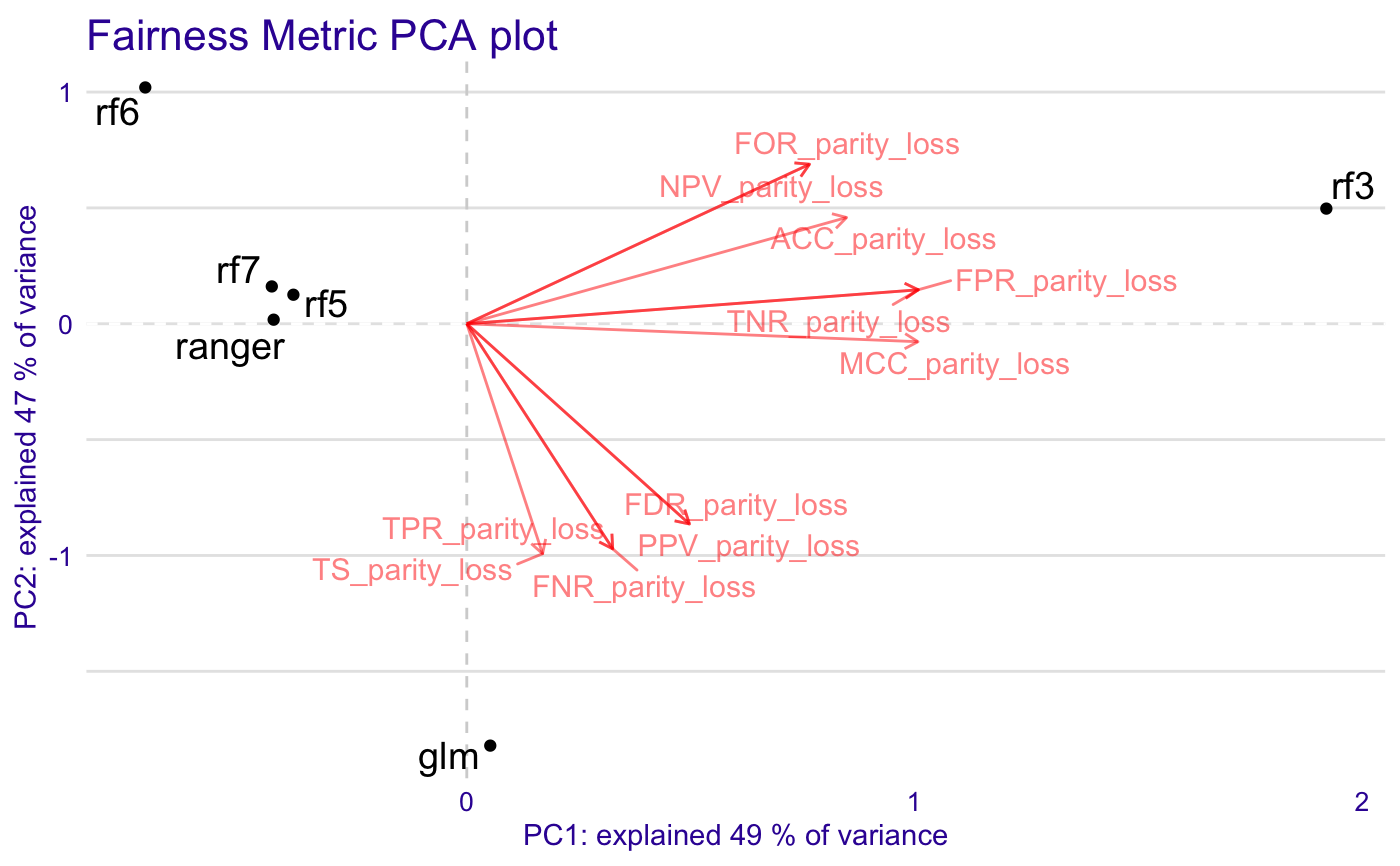 Fairness Metric PCA plot
1
rf6
FOR_parity_loss
NPV_parity_loss
rf3
ACC_parity_loss
rf7
FPR_parity_loss
rf5
0
TNR_parity_loss
ranger
MCC_parity_loss
FDR_parity_loss
TPR_parity_loss
PPV_parity_loss
-1
TS_parity_loss
FNR_parity_loss
glm
PC2: explained 47 % of variance
0
1
2
PC1: explained 49 % of variance